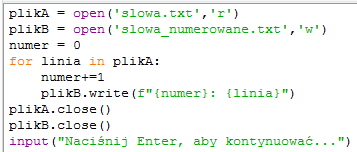 plikA = open('slowa.txt','r')
plikB = open('slowa_numerowane.txt','w')
numer = 0
for linia in plikA:
    numer+=1
    plikB.write(f"{numer}: {linia}")
plikA.close()
plikB.close()
input("Naciśnij Enter, aby kontynuować...")